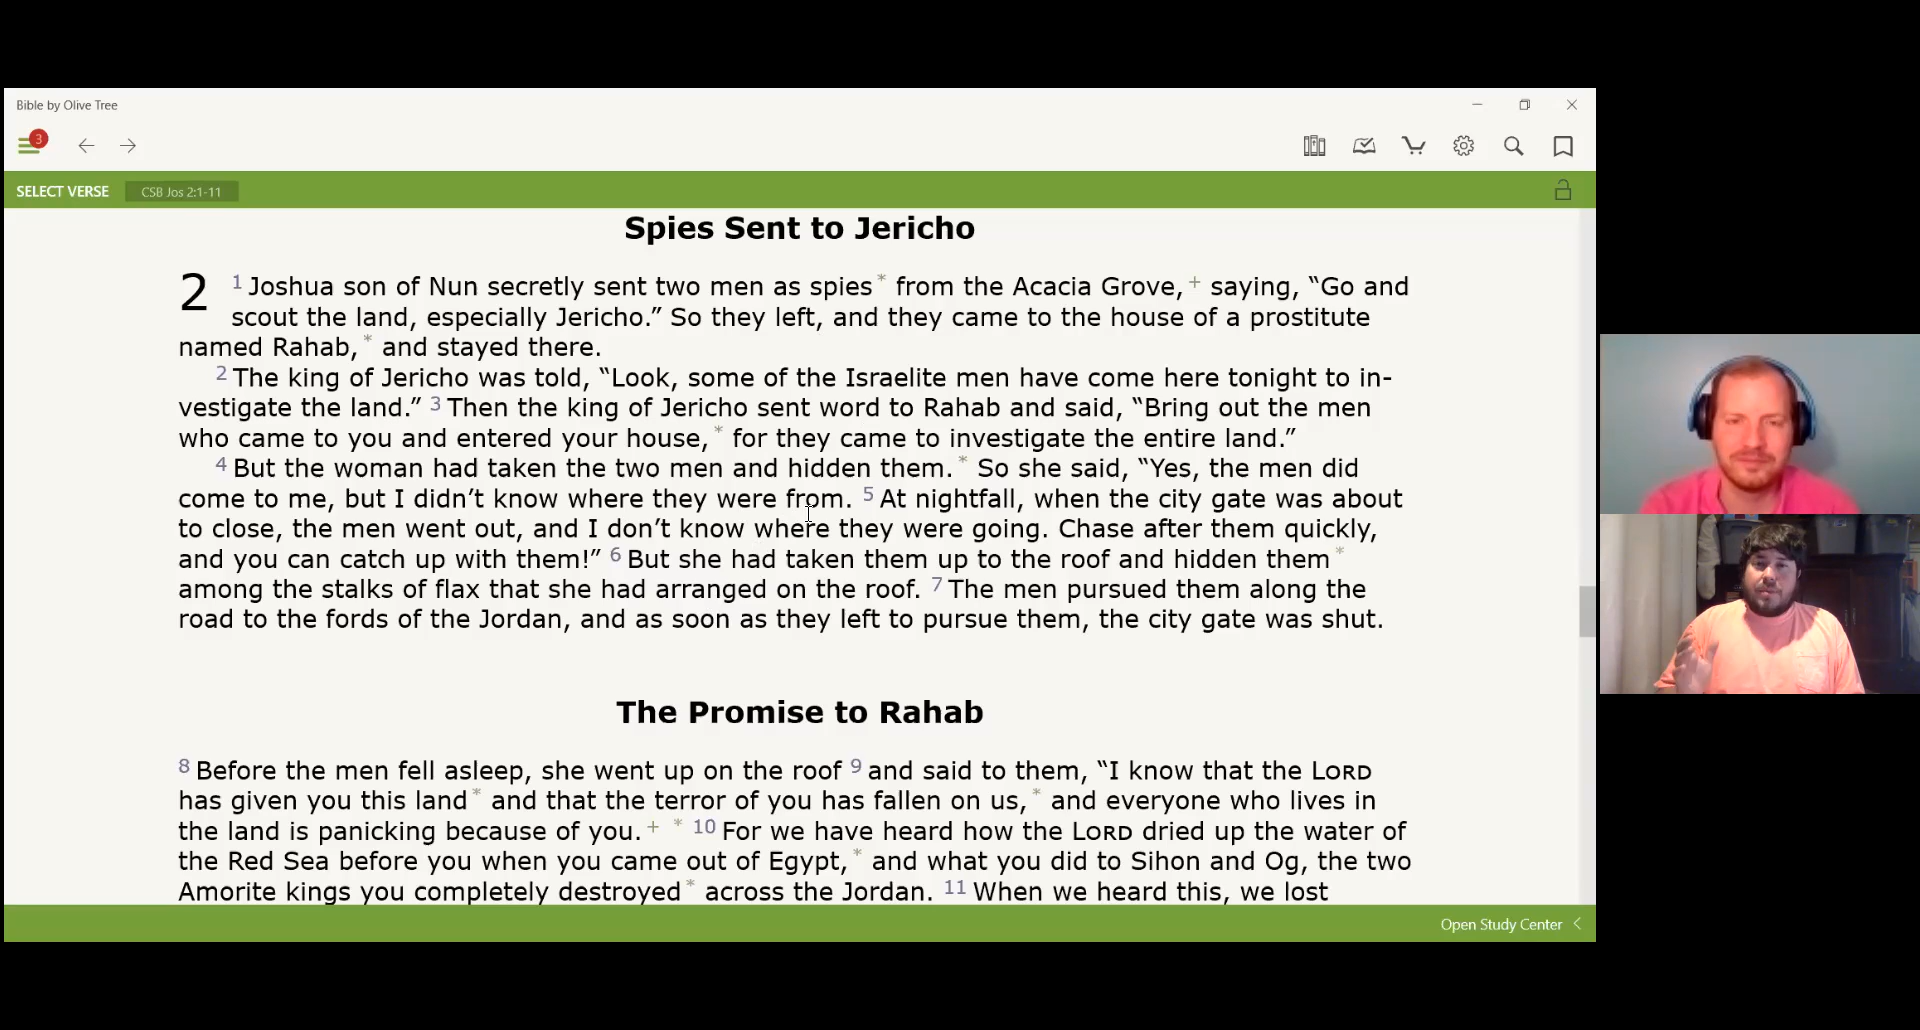 Bible by Olive Tree
3
SELECT VERSE CSB Jos 2:1-11
Spies Sent to Jericho
2 1 Joshua son of Nun secretly sent two men as spies* from the Acacia Grove,+ saying, “Go and
scout the land, especially Jericho.” So they left, and they came to the house of a prostitute
named Rahab,* and stayed there.
2 The king of Jericho was told, “Look, some of the Israelite men have come here tonight to in-
vestigate the land.” 3 Then the king of Jericho sent word to Rahab and said, “Bring out the men
who came to you and entered your house,* for they came to investigate the entire land.”
4 But the woman had taken the two men and hidden them.* So she said, “Yes, the men did
come to me, but I didn’t know where they were from. 5 At nightfall, when the city gate was about
to close, the men went out, and I don’t know where they were going. Chase after them quickly,
and you can catch up with them!” 6 But she had taken them up to the roof and hidden them*
among the stalks of flax that she had arranged on the roof. 7 The men pursued them along the
road to the fords of the Jordan, and as soon as they left to pursue them, the city gate was shut.
The Promise to Rahab
8 Before the men fell asleep, she went up on the roof 9 and said to them, “I know that the LORD
has given you this land* and that the terror of you has fallen on us,* and everyone who lives in
the land is panicking because of you.+ * 10 For we have heard how the LORD dried up the water of
the Red Sea before you when you came out of Egypt,* and what you did to Sihon and Og, the two
Amorite kings you completely destroyed* across the Jordan. 11 When we heard this, we lost
Open Study Center